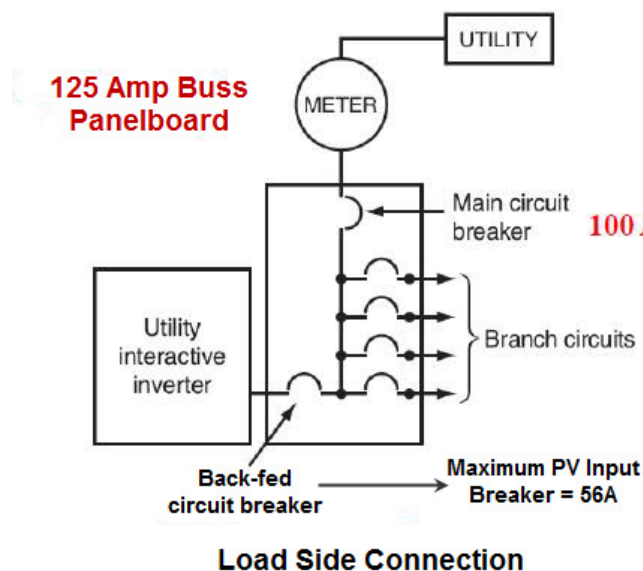 UTILITY
125 Amp Buss
Panelboard
METER
Main circuit
breaker
100 A
Utility
interactive
inverter
Branch circuits
Back-fed
circuit breaker
Maximum PV Input
Breaker = 56A
Load Side Connection